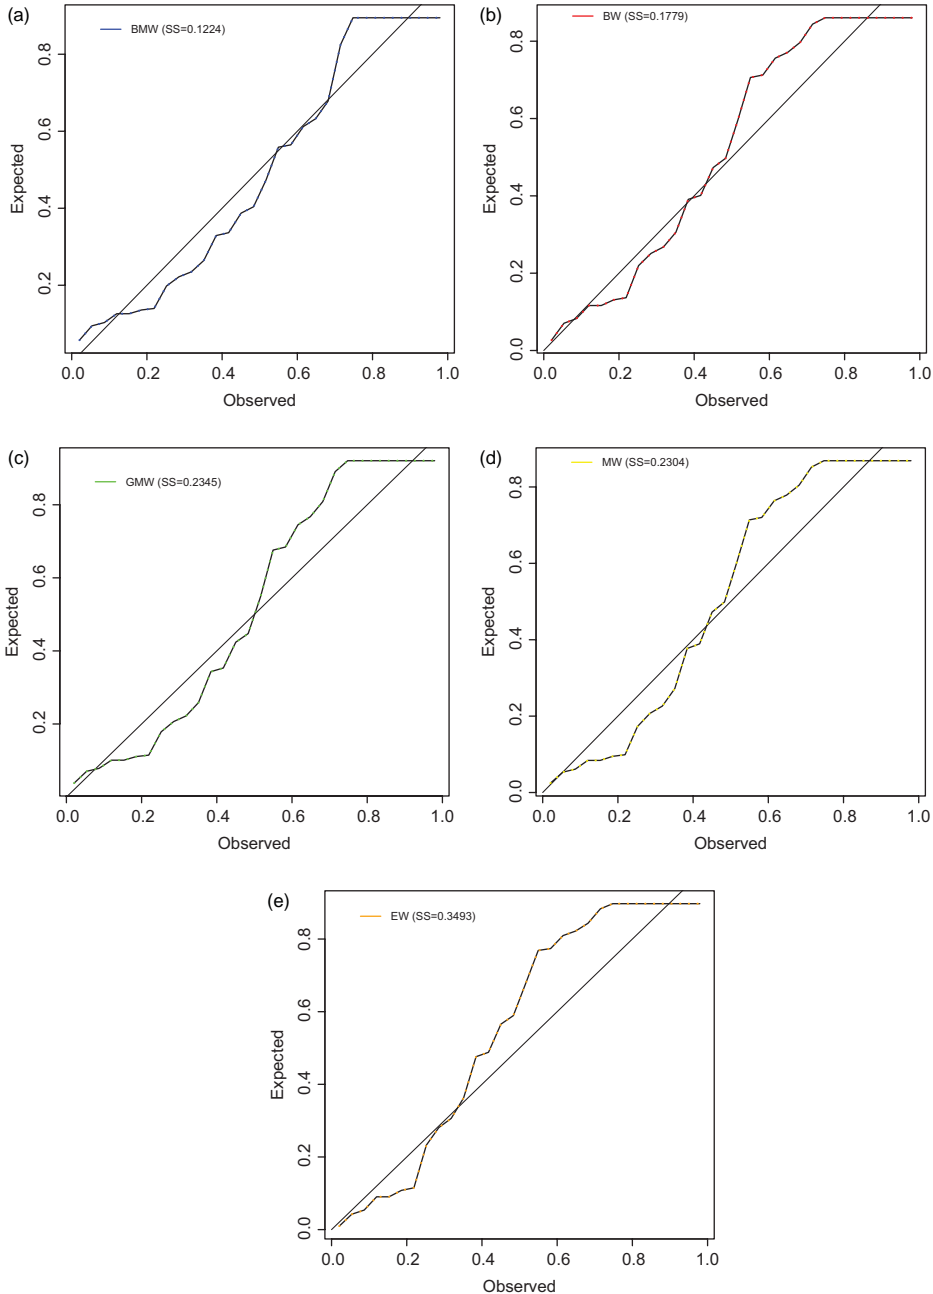 (a)
BMW (SS=0.1224)
Expected
0.2 0.4 0.6 0.8
0.0 0.2 0.4 0.6 0.8 1.0
Observed
(b)
BW (SS=0.1779)
Expected
0.0 0.2 0.4 0.6 0.8
0.0 0.2 0.4 0.6 0.8 1.0
Observed
(c)
GMW (SS=0.2345)
Expected
0.2 0.4 0.6 0.8
0.0 0.2 0.4 0.6 0.8 1.0
Observed
(d)
MW (SS=0.2304)
Expected
0.0 0.2 0.4 0.6 0.8
0.0 0.2 0.4 0.6 0.8 1.0
Observed
(e)
EW (SS=0.3493)
Expected
0.0 0.2 0.4 0.6 0.8
0.0 0.2 0.4 0.6 0.8 1.0
Observed